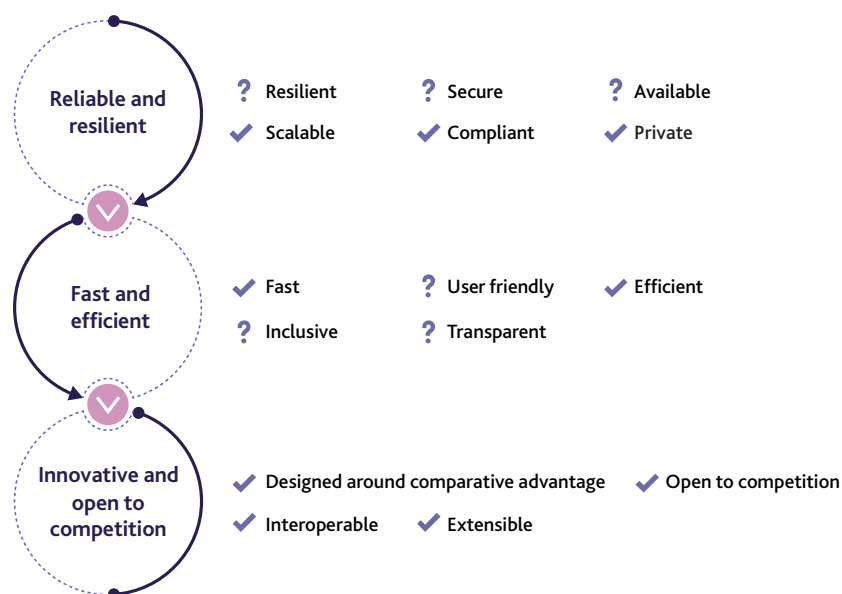 Reliable and
resilient
? Resilient ? Secure ? Available
✓ Scalable ✓ Compliant ✓ Private
Fast and
efficient
✓ Fast ? User friendly ✓ Efficient
? Inclusive ? Transparent
Innovative and
open to
competition
✓ Designed around comparative advantage ✓ Open to competition
✓ Interoperable ✓ Extensible